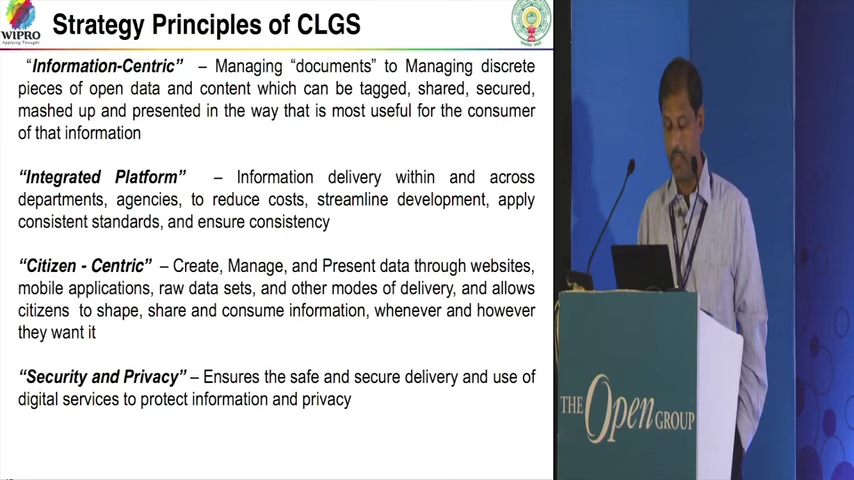 WIPRO
Applying Thought
Strategy Principles of CLGS
“Information-Centric” – Managing “documents” to Managing discrete
pieces of open data and content which can be tagged, shared, secured,
mashed up and presented in the way that is most useful for the consumer
of that information
“Integrated Platform” – Information delivery within and across
departments, agencies, to reduce costs, streamline development, apply
consistent standards, and ensure consistency
“Citizen - Centric” – Create, Manage, and Present data through websites,
mobile applications, raw data sets, and other modes of delivery, and allows
citizens to shape, share and consume information, whenever and however
they want it
“Security and Privacy” – Ensures the safe and secure delivery and use of
digital services to protect information and privacy
THE Open GROUP